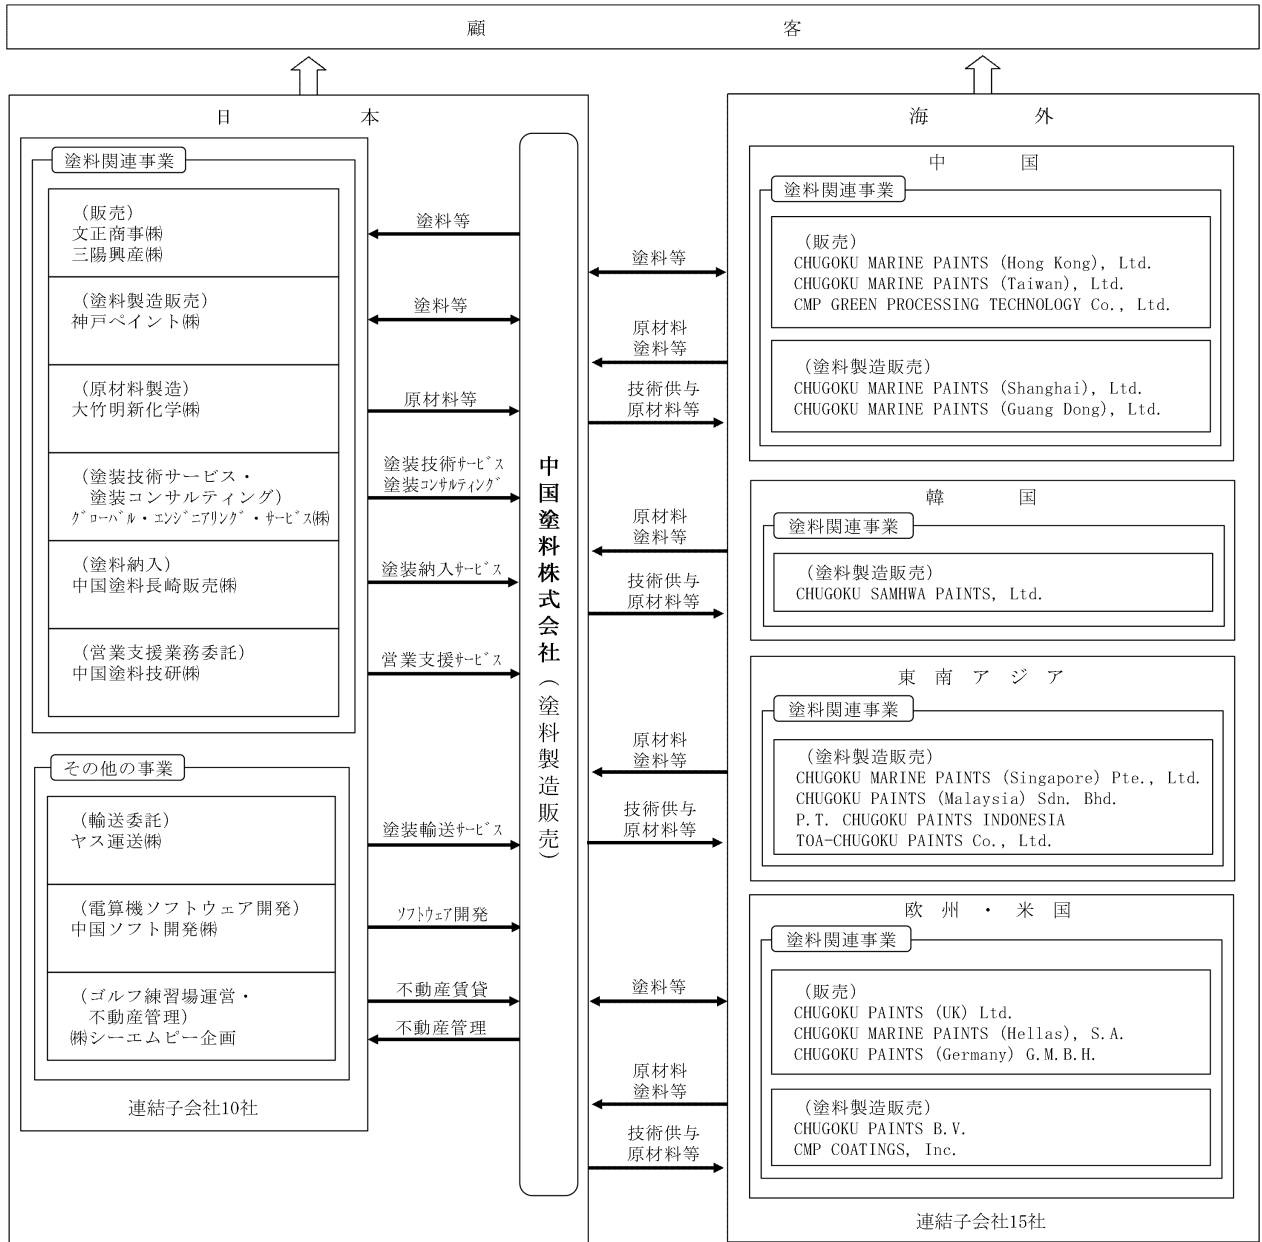 顧客
日本
塗料関連事業
（販売）
文正商事㈱
三陽興産㈱
（塗料製造販売）
神戸ペイント㈱
（原材料製造）
大竹明新化学㈱
（塗装技術サービス・
塗装コンサルティング）
ｸﾞﾛｰﾊﾞﾙ・ｴﾝｼﾞﾆｱﾘﾝｸﾞ・ｻｰﾋﾞｽ㈱
（塗料納入）
中国塗料長崎販売㈱
（営業支援業務委託）
中国塗料技研㈱
その他の事業
（輸送委託）
ヤス運送㈱
（電算機ソフトウェア開発）
中国ソフト開発㈱
（ゴルフ練習場運営・
不動産管理）
㈱シーエムピー企画
連結子会社10社
塗料等
塗料等
原材料等
塗装技術ｻｰﾋﾞｽ
塗装ｺﾝｻﾙﾃｨﾝｸﾞ
塗装納入ｻｰﾋﾞｽ
営業支援ｻｰﾋﾞｽ
塗装輸送ｻｰﾋﾞｽ
ｿﾌﾄｳｪｱ開発
不動産賃貸
不動産管理
中国塗料株式会社（塗料製造販売）
塗料等
原材料
塗料等
技術供与
原材料等
原材料
塗料等
技術供与
原材料等
原材料
塗料等
技術供与
原材料等
塗料等
原材料
塗料等
技術供与
原材料等
海外
中国
塗料関連事業
（販売）
CHUGOKU MARINE PAINTS (Hong Kong), Ltd.
CHUGOKU MARINE PAINTS (Taiwan), Ltd.
CMP GREEN PROCESSING TECHNOLOGY Co., Ltd.
（塗料製造販売）
CHUGOKU MARINE PAINTS (Shanghai), Ltd.
CHUGOKU MARINE PAINTS (Guang Dong), Ltd.
韓国
塗料関連事業
（塗料製造販売）
CHUGOKU SAMHWA PAINTS, Ltd.
東南アジア
塗料関連事業
（塗料製造販売）
CHUGOKU MARINE PAINTS (Singapore) Pte., Ltd.
CHUGOKU PAINTS (Malaysia) Sdn. Bhd.
P.T. CHUGOKU PAINTS INDONESIA
TOA-CHUGOKU PAINTS Co., Ltd.
欧州・米国
塗料関連事業
（販売）
CHUGOKU PAINTS (UK) Ltd.
CHUGOKU MARINE PAINTS (Hellas), S.A.
CHUGOKU PAINTS (Germany) G.M.B.H.
（塗料製造販売）
CHUGOKU PAINTS B.V.
CMP COATINGS, Inc.
連結子会社15社